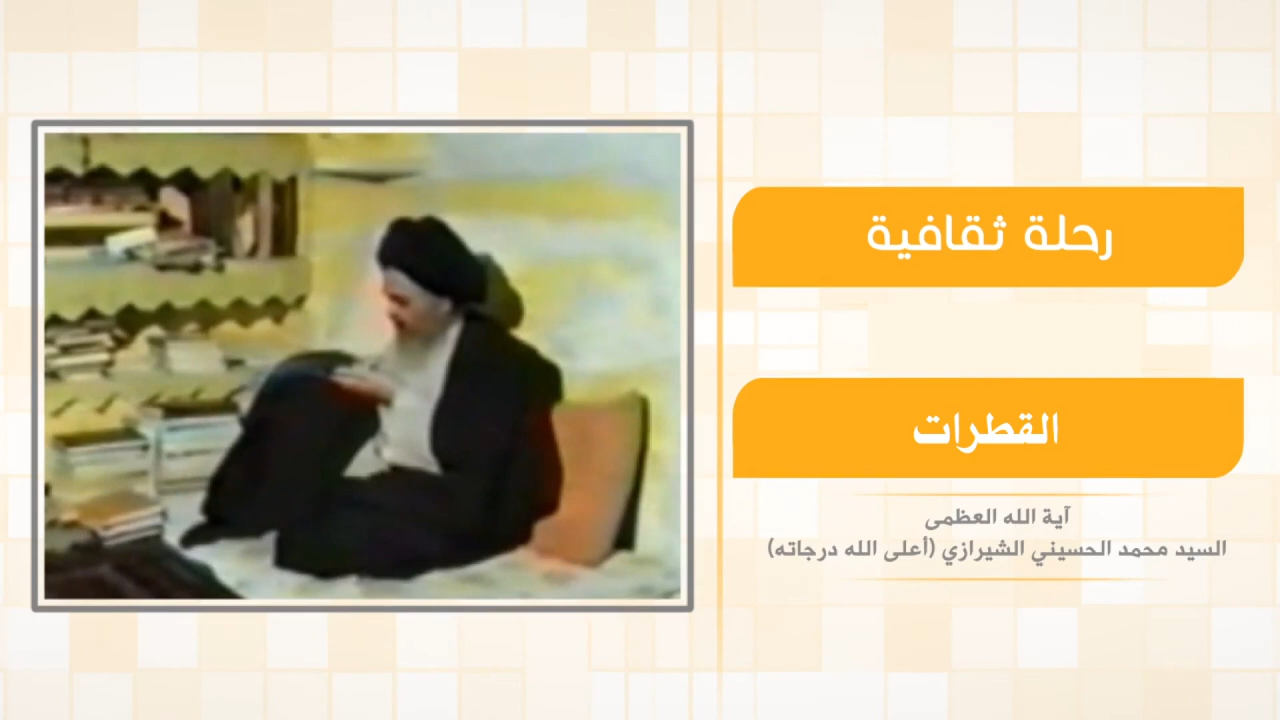 رحلة ثقافية
القطرات
آية الله العظمى
السيد محمد الحسيني الشيرازي (أعلى الله درجاته)